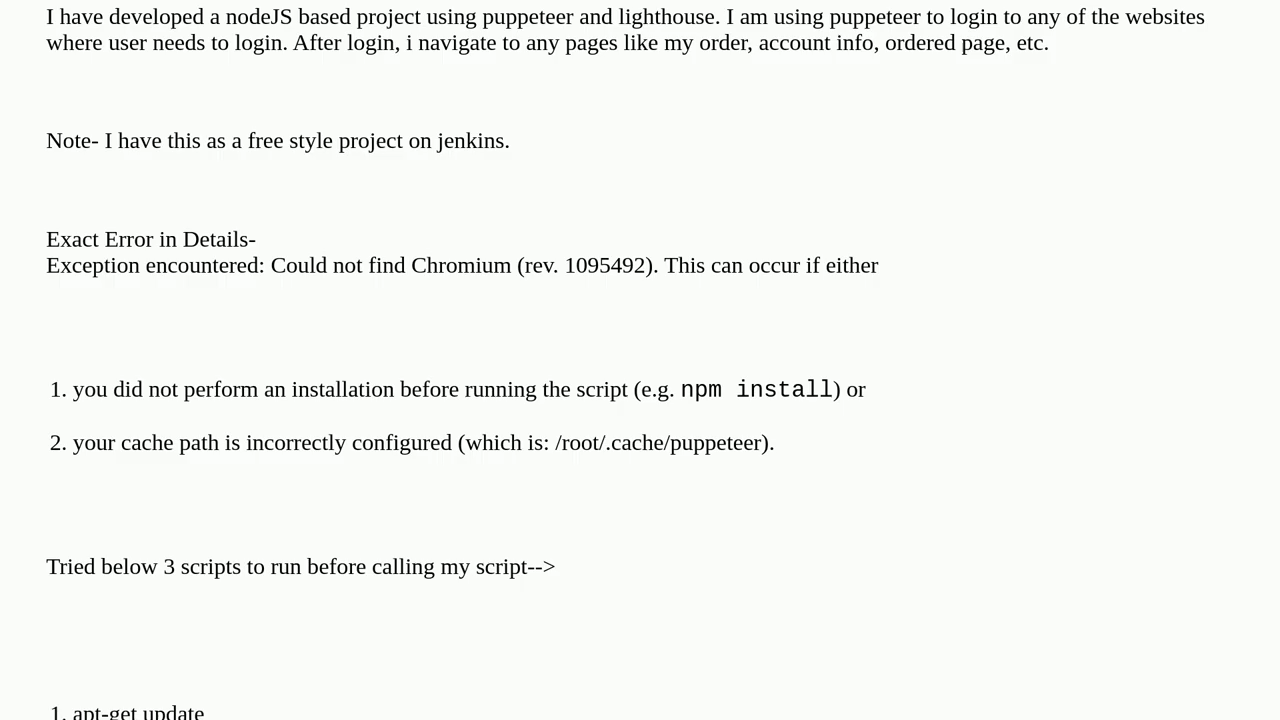 I have developed a nodeJS based project using puppeteer and lighthouse. I am using puppeteer to login to any of the websites
where user needs to login. After login, i navigate to any pages like my order, account info, ordered page, etc.
Note- I have this as a free style project on jenkins.
Exact Error in Details-
Exception encountered: Could not find Chromium (rev. 1095492). This can occur if either
1. you did not perform an installation before running the script (e.g. npm install) or
2. your cache path is incorrectly configured (which is: /root/.cache/puppeteer).
Tried below 3 scripts to run before calling my script-->
1. apt-get update